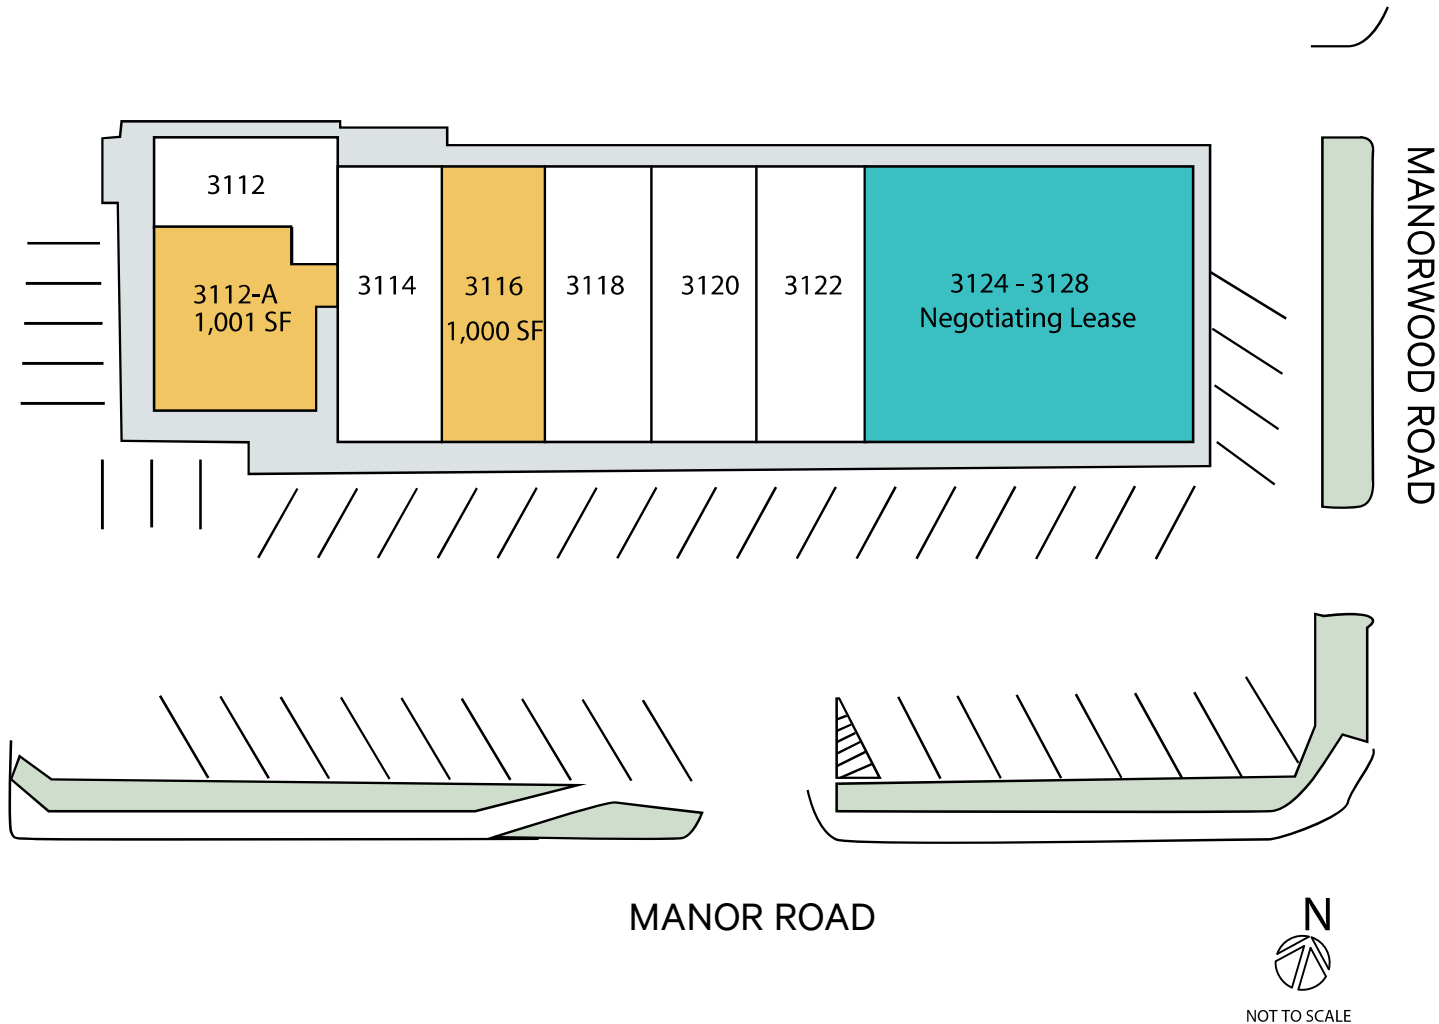 3112
3112-A
1,001 SF
3114
3116
1,000 SF
3118
3120
3122
3124 - 3128
Negotiating Lease
MANORWOOD ROAD
MANOR ROAD
N
NOT TO SCALE